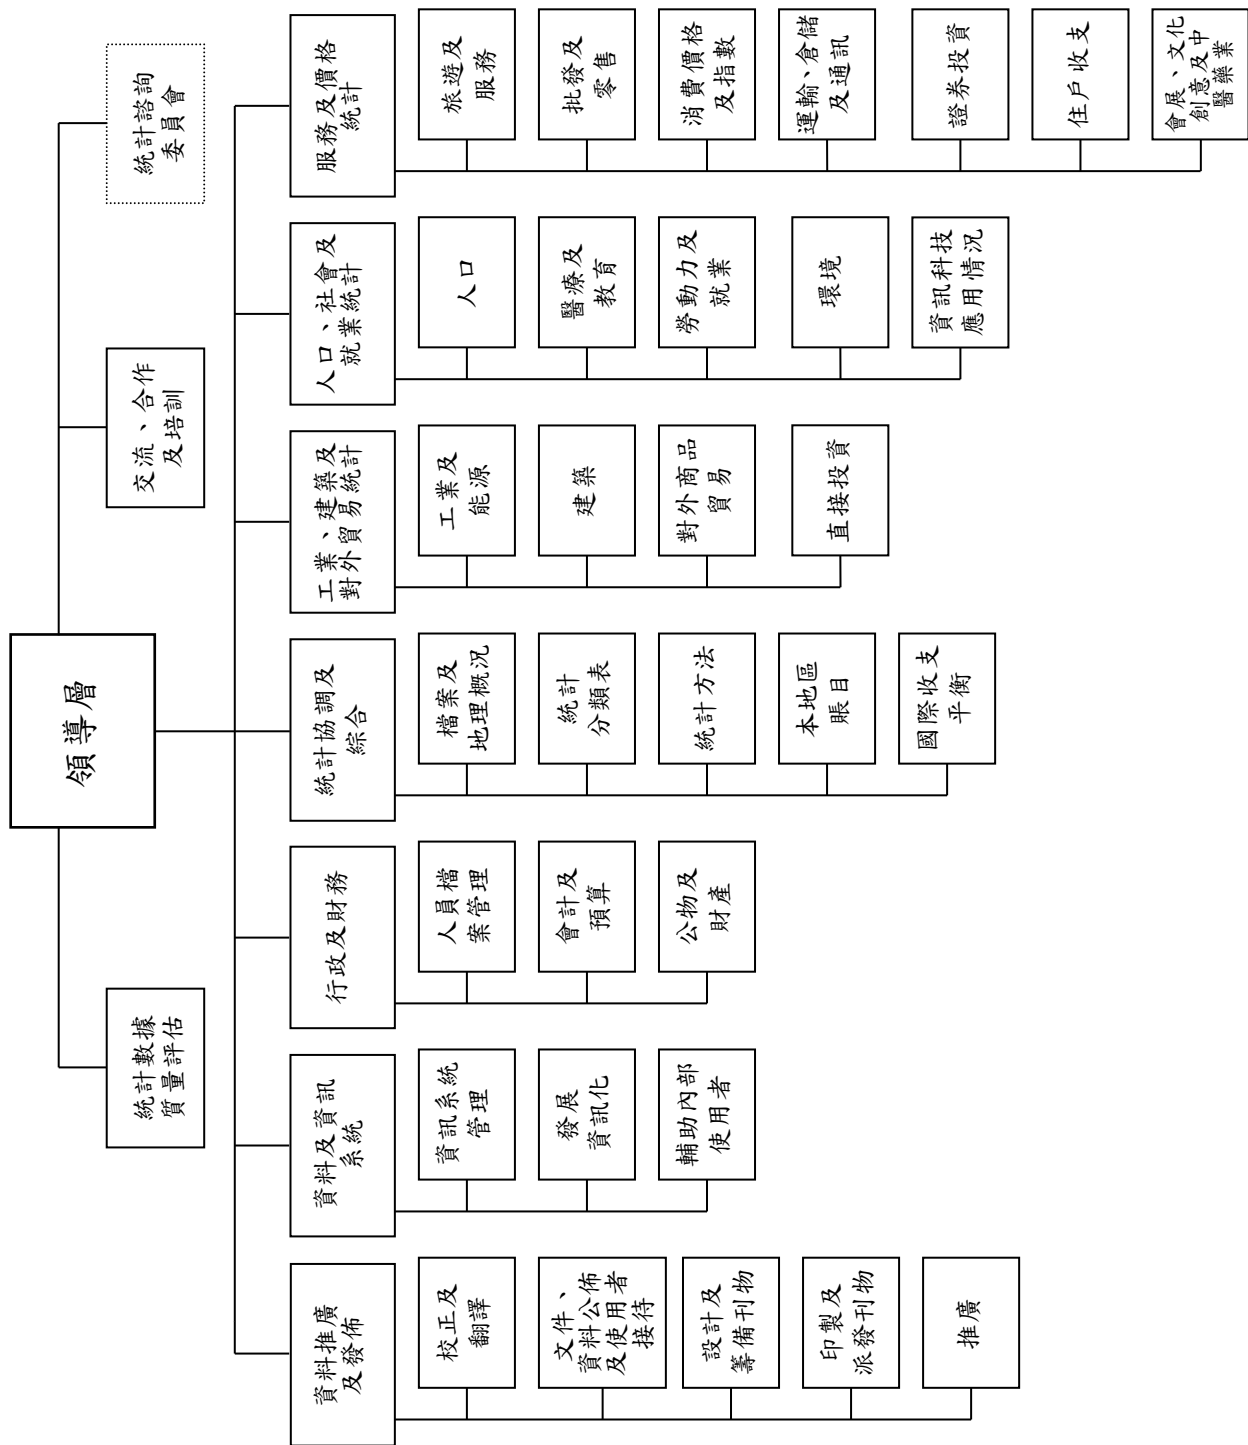 領導層
統計數據
質量評估
交流、合作
及培訓
統計諮詢
委員會
資料推廣
及發佈
校正及
翻譯
文件、
資料公佈
及使用者
接待
設計及
籌備刊物
印製及
派發刊物
推廣
資料及資訊
系統
資訊系統
管理
發展
資訊化
輔助內部
使用者
行政及財務
人員檔
案管理
會計及
預算
公物及
財產
統計協調及
綜合
檔案及
地理概況
統計
分類表
統計方法
本地區
賬目
國際收支
平衡
工業、建築及
對外貿易統計
工業及
能源
建築
對外商品
貿易
直接投資
人口、社會及
就業統計
人口
醫療及
教育
勞動力及
就業
環境
資訊科技
應用情況
服務及價格
統計
旅遊及
服務
批發及
零售
消費價格
及指數
運輸、倉儲
及通訊
證券投資
住戶收支
會展、文化
創意及中
醫藥業